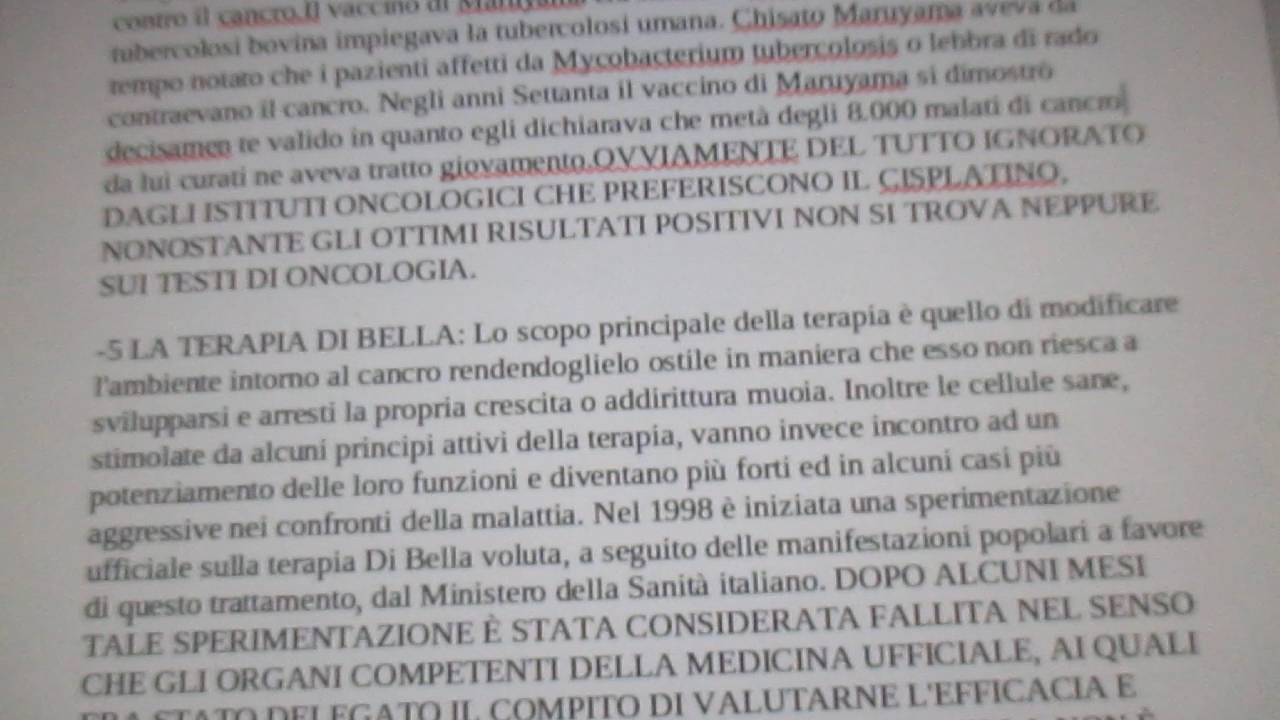 contro il cancro.Il vaccino di Maruyama
tubercolosi bovina impiegava la tubercolosi umana. Chisato Maruyama aveva da
tempo notato che i pazienti affetti da Mycobacterium tubercolosis o lebbra di rado
contraevano il cancro. Negli anni Settanta il vaccino di Maruyama si dimostrò
decisamen te valido in quanto egli dichiarava che metà degli 8.000 malati di cancro
da lui curati ne aveva tratto giovamento.OVVIAMENTE DEL TUTTO IGNORATO
DAGLI ISTITUTI ONCOLOGICI CHE PREFERISCONO IL CISPLATINO,
NONOSTANTE GLI OTTIMI RISULTATI POSITIVI NON SI TROVA NEPPURE
SUI TESTI DI ONCOLOGIA.
-5 LA TERAPIA DI BELLA: Lo scopo principale della terapia è quello di modificare
l'ambiente intorno al cancro rendendoglielo ostile in maniera che esso non riesca a
svilupparsi e arresti la propria crescita o addirittura muoia. Inoltre le cellule sane,
stimolate da alcuni principi attivi della terapia, vanno invece incontro ad un
potenziamento delle loro funzioni e diventano più forti ed in alcuni casi più
aggressive nei confronti della malattia. Nel 1998 è iniziata una sperimentazione
ufficiale sulla terapia Di Bella voluta, a seguito delle manifestazioni popolari a favore
di questo trattamento, dal Ministero della Sanità italiano. DOPO ALCUNI MESI
TALE SPERIMENTAZIONE È STATA CONSIDERATA FALLITA NEL SENSO
CHE GLI ORGANI COMPETENTI DELLA MEDICINA UFFICIALE, AI QUALI
ERA STATO DELEGATO IL COMPITO DI VALUTARNE L'EFFICACIA E